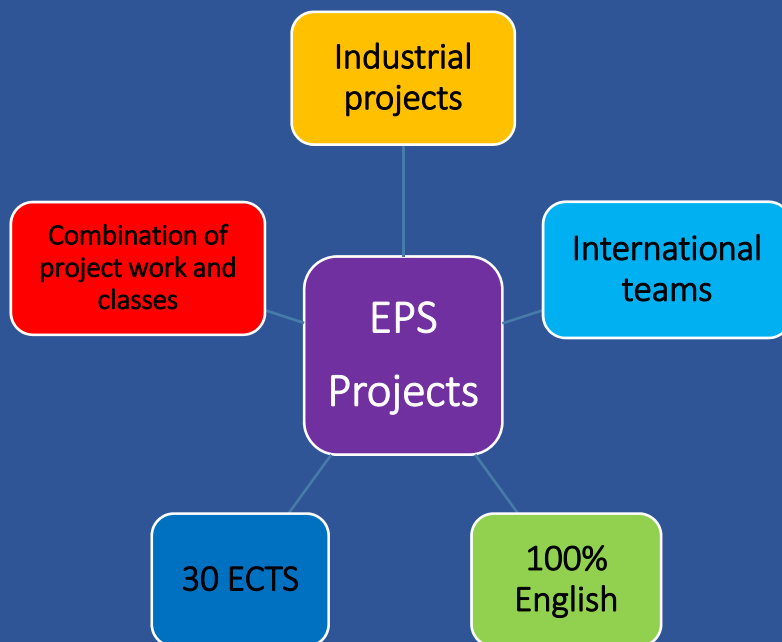 Industrial
projects
Combination of
project work and
classes
International
teams
EPS
Projects
30 ECTS
100%
English